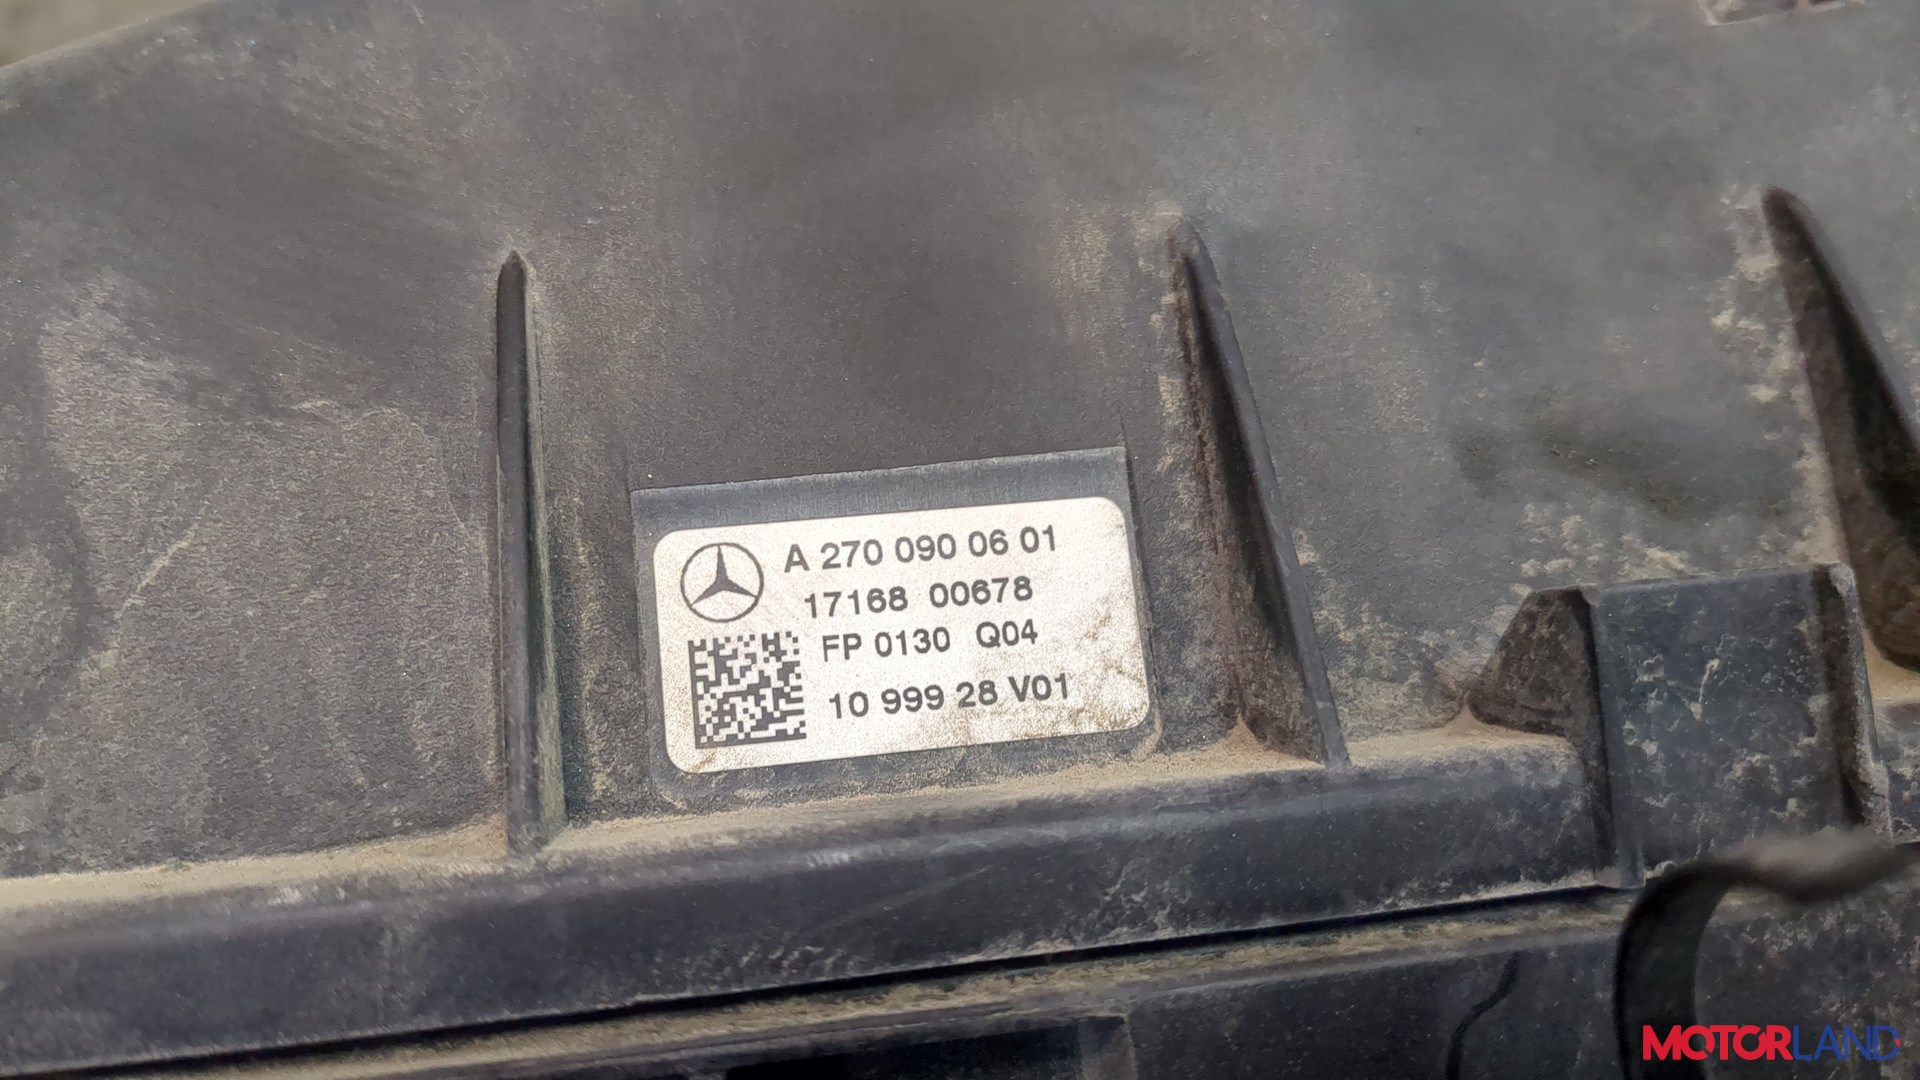 A 270 090 06 01
17168 00678
FP 0130 Q04
10 999 28 V01
MOTORLAND